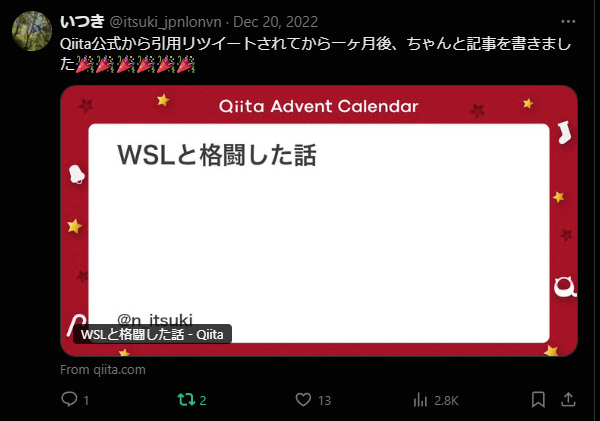 いつき @itsuki_jpnlonvn · Dec 20, 2022
Qiita公式から引用リツイートされてから一ヶ月後、ちゃんと記事を書きまし
た🎉🎉🎉🎉🎉🎉
Qiita Advent Calendar
WSLと格闘した話
@n_itsuki
WSLと格闘した話 - Qiita
From qiita.com
1 2 13 2.8K